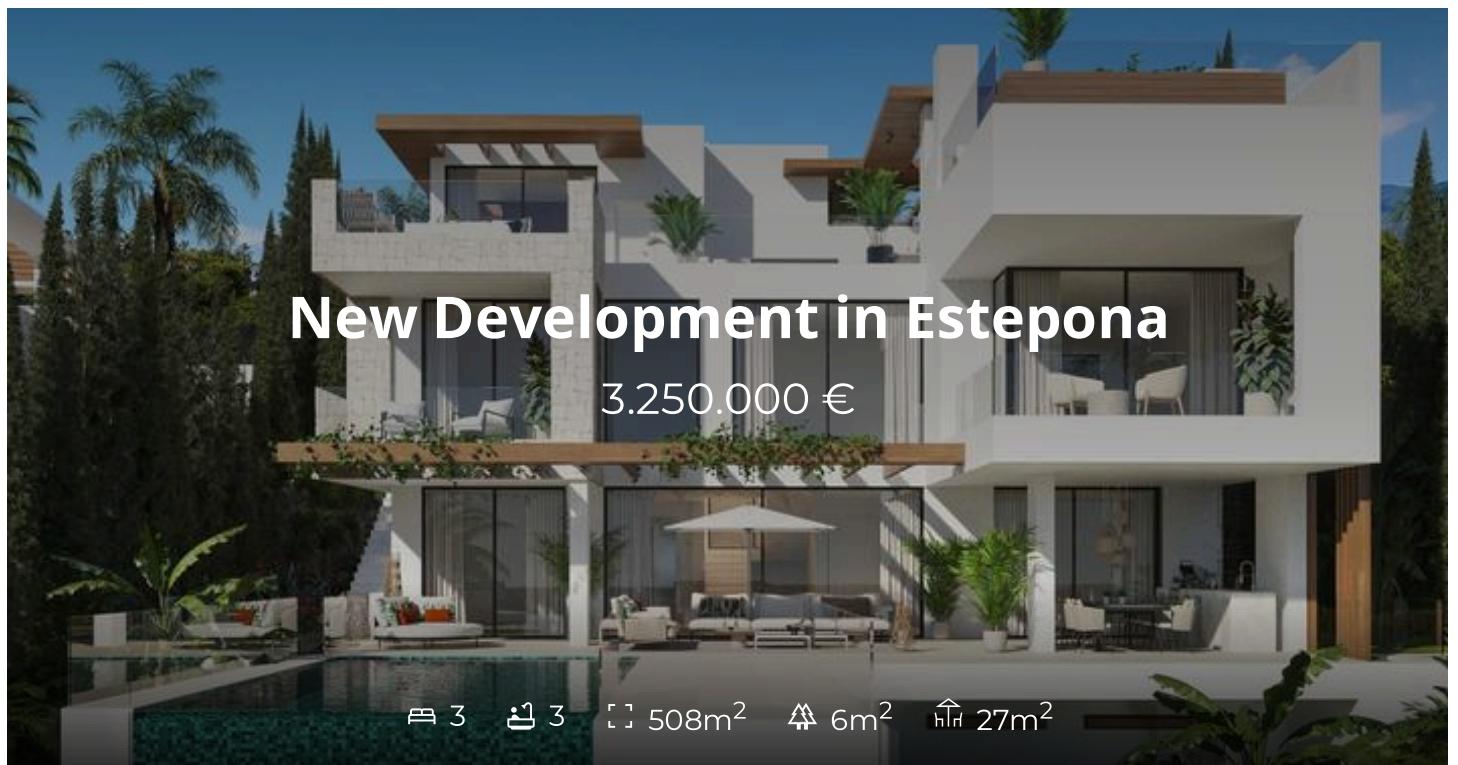 New Development in Estepona
3.250.000 €
3 3 508m² 6m² 27m²